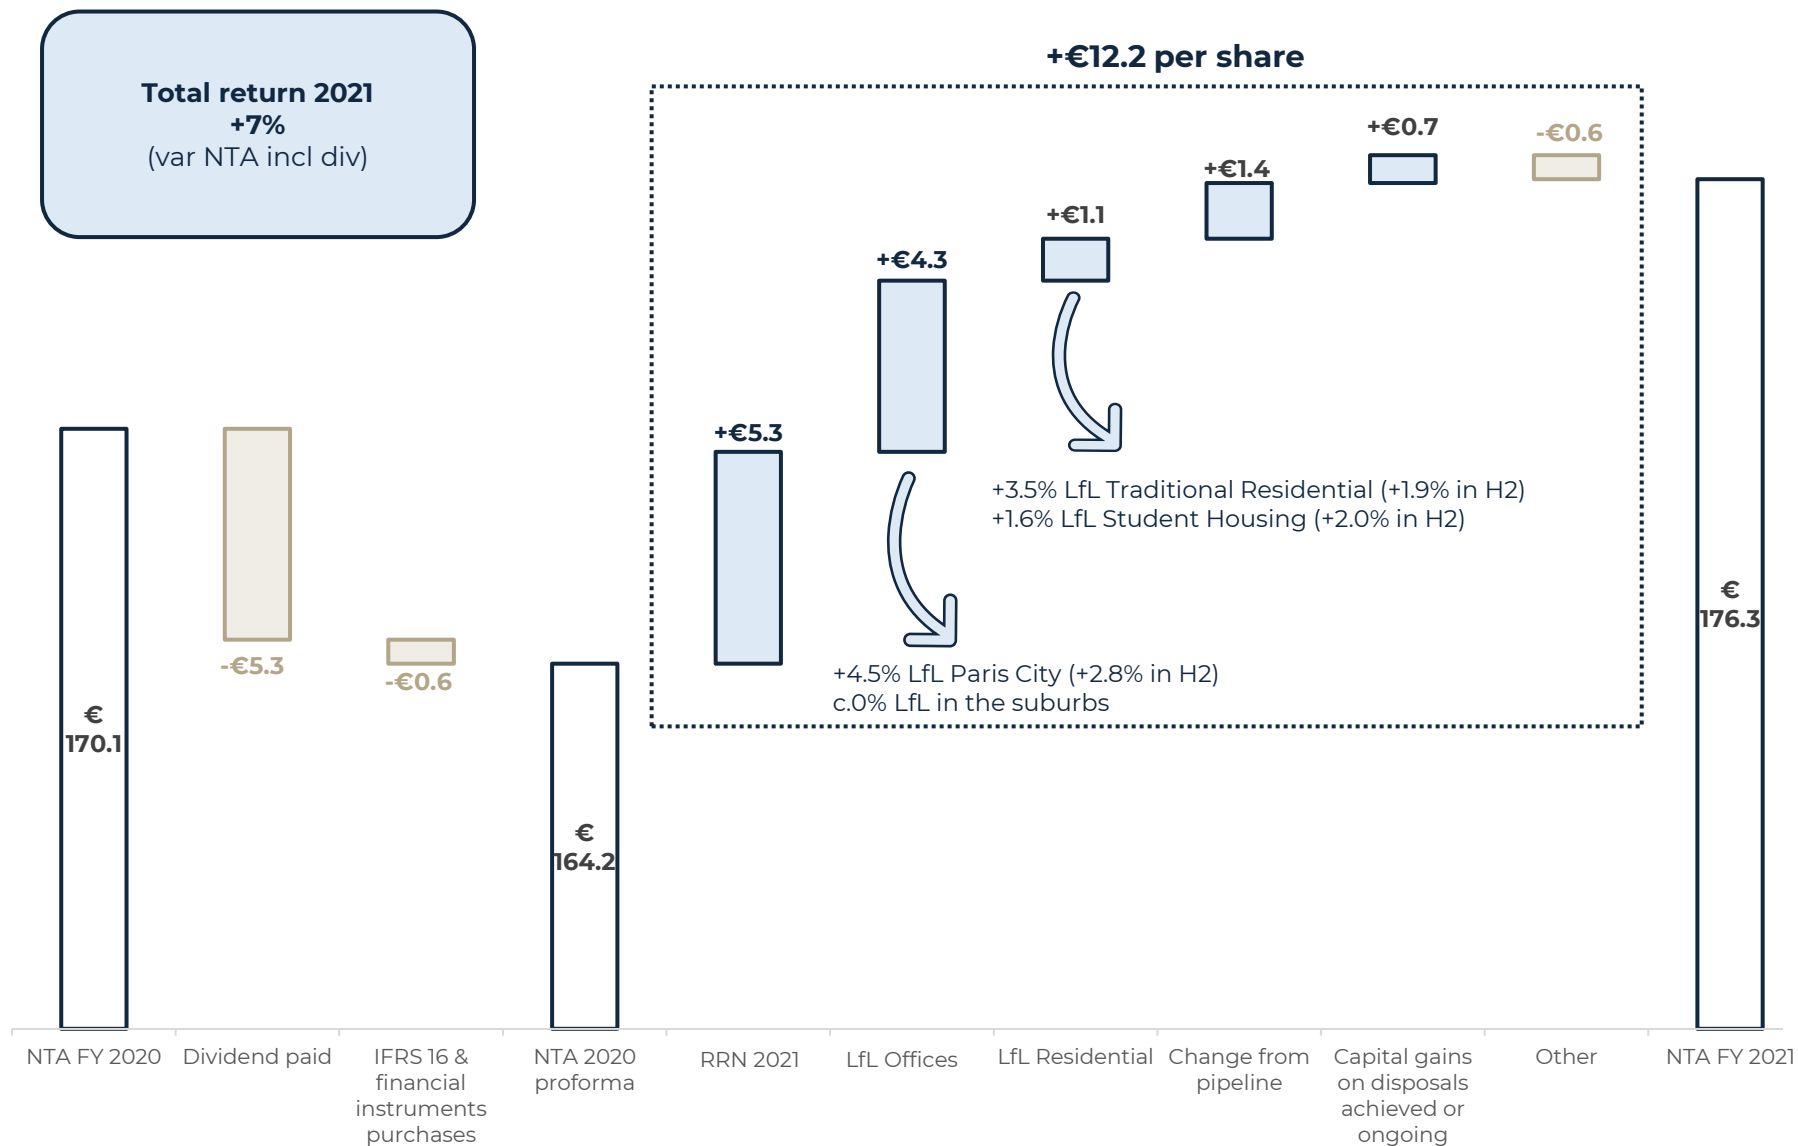 Total return 2021
+7%
(var NTA incl div)
+€12.2 per share
+€0.7
-€0.6
+€1.4
+€1.1
+€4.3
+€5.3
+3.5% LfL Traditional Residential (+1.9% in H2)
+1.6% LfL Student Housing (+2.0% in H2)
€
176.3
-€5.3
-€0.6
+4.5% LfL Paris City (+2.8% in H2)
c.0% LfL in the suburbs
€
170.1
€
164.2
NTA FY 2020
Dividend paid
IFRS 16 &
financial
instruments
purchases
NTA 2020
proforma
RRN 2021
LfL Offices
LfL Residential
Change from
pipeline
Capital gains
on disposals
achieved or
ongoing
Other
NTA FY 2021